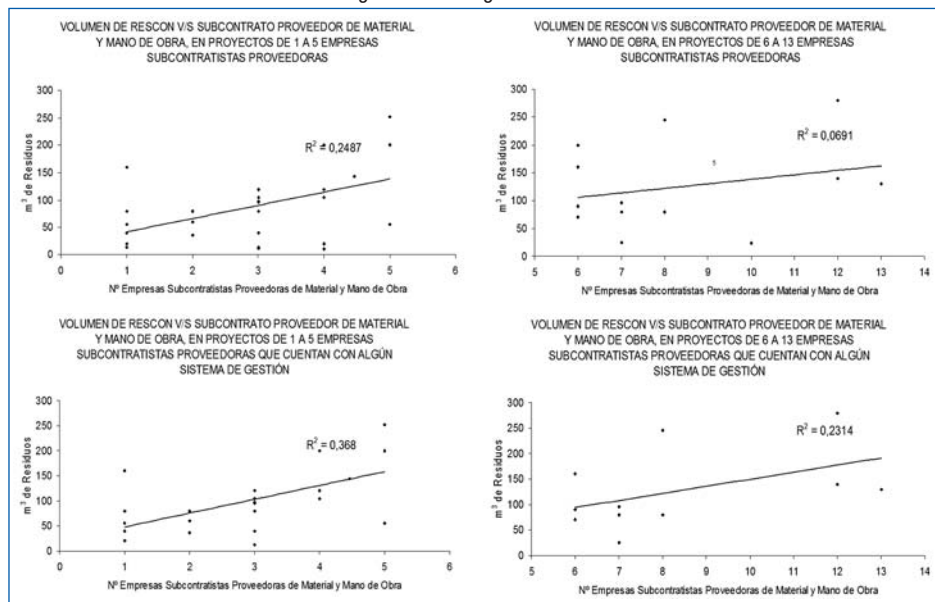 VOLUMEN DE RESCON V/S SUBCONTRATO PROVEEDOR DE MATERIAL
Y MANO DE OBRA, EN PROYECTOS DE 1 A 5 EMPRESAS
SUBCONTRATISTAS PROVEEDORAS
300
250
200
150
100
50
0
m³ de Residuos
R² = 0,2487
0 1 2 3 4 5 6
Nº Empresas Subcontratistas Proveedoras de Material y Mano de Obra
VOLUMEN DE RESCON V/S SUBCONTRATO PROVEEDOR DE MATERIAL
Y MANO DE OBRA, EN PROYECTOS DE 6 A 13 EMPRESAS
SUBCONTRATISTAS PROVEEDORAS
300
250
200
150
100
50
0
m³ de Residuos
R² = 0,0691
5
5 6 7 8 9 10 11 12 13 14
Nº Empresas Subcontratistas Proveedoras de Material y Mano de Obra
VOLUMEN DE RESCON V/S SUBCONTRATO PROVEEDOR DE MATERIAL
Y MANO DE OBRA, EN PROYECTOS DE 1 A 5 EMPRESAS
SUBCONTRATISTAS PROVEEDORAS QUE CUENTAN CON ALGÚN
SISTEMA DE GESTIÓN
300
250
200
150
100
50
0
m³ de Residuos
R² = 0,368
0 1 2 3 4 5 6
Nº Empresas Subcontratistas Proveedoras de Material y Mano de Obra
VOLUMEN DE RESCON V/S SUBCONTRATO PROVEEDOR DE MATERIAL
Y MANO DE OBRA, EN PROYECTOS DE 6 A 13 EMPRESAS
SUBCONTRATISTAS PROVEEDORAS QUE CUENTAN CON ALGÚN
SISTEMA DE GESTIÓN
300
250
200
150
100
50
0
m³ de Residuos
R² = 0,2314
5 6 7 8 9 10 11 12 13 14
Nº Empresas Subcontratistas Proveedoras de Material y Mano de Obra